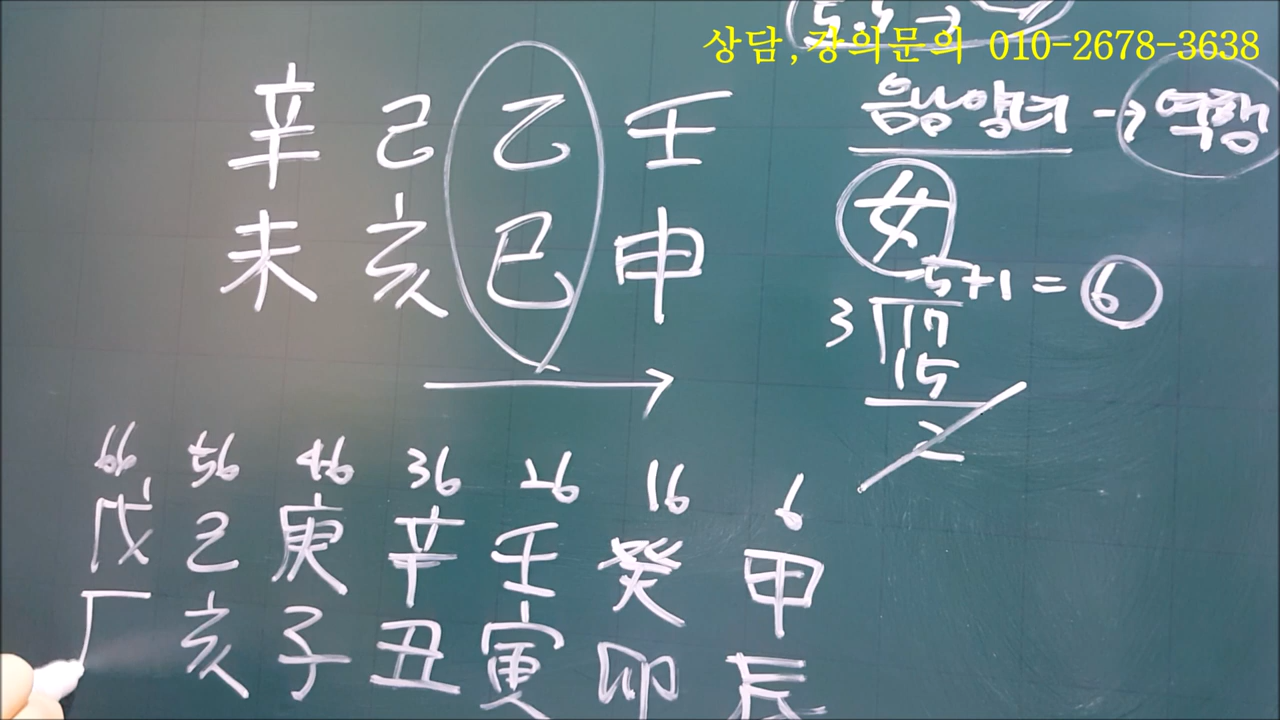 상담,강의문의 010-2678-3638
음남양녀 → 역행
辛 己 乙 壬
未 亥 巳 申
女
5+1 = 6
3 17
15
2
66 56 46 36 26 16 6
戊 己 庚 辛 壬 癸 甲
亥 子 丑 寅 卯 辰